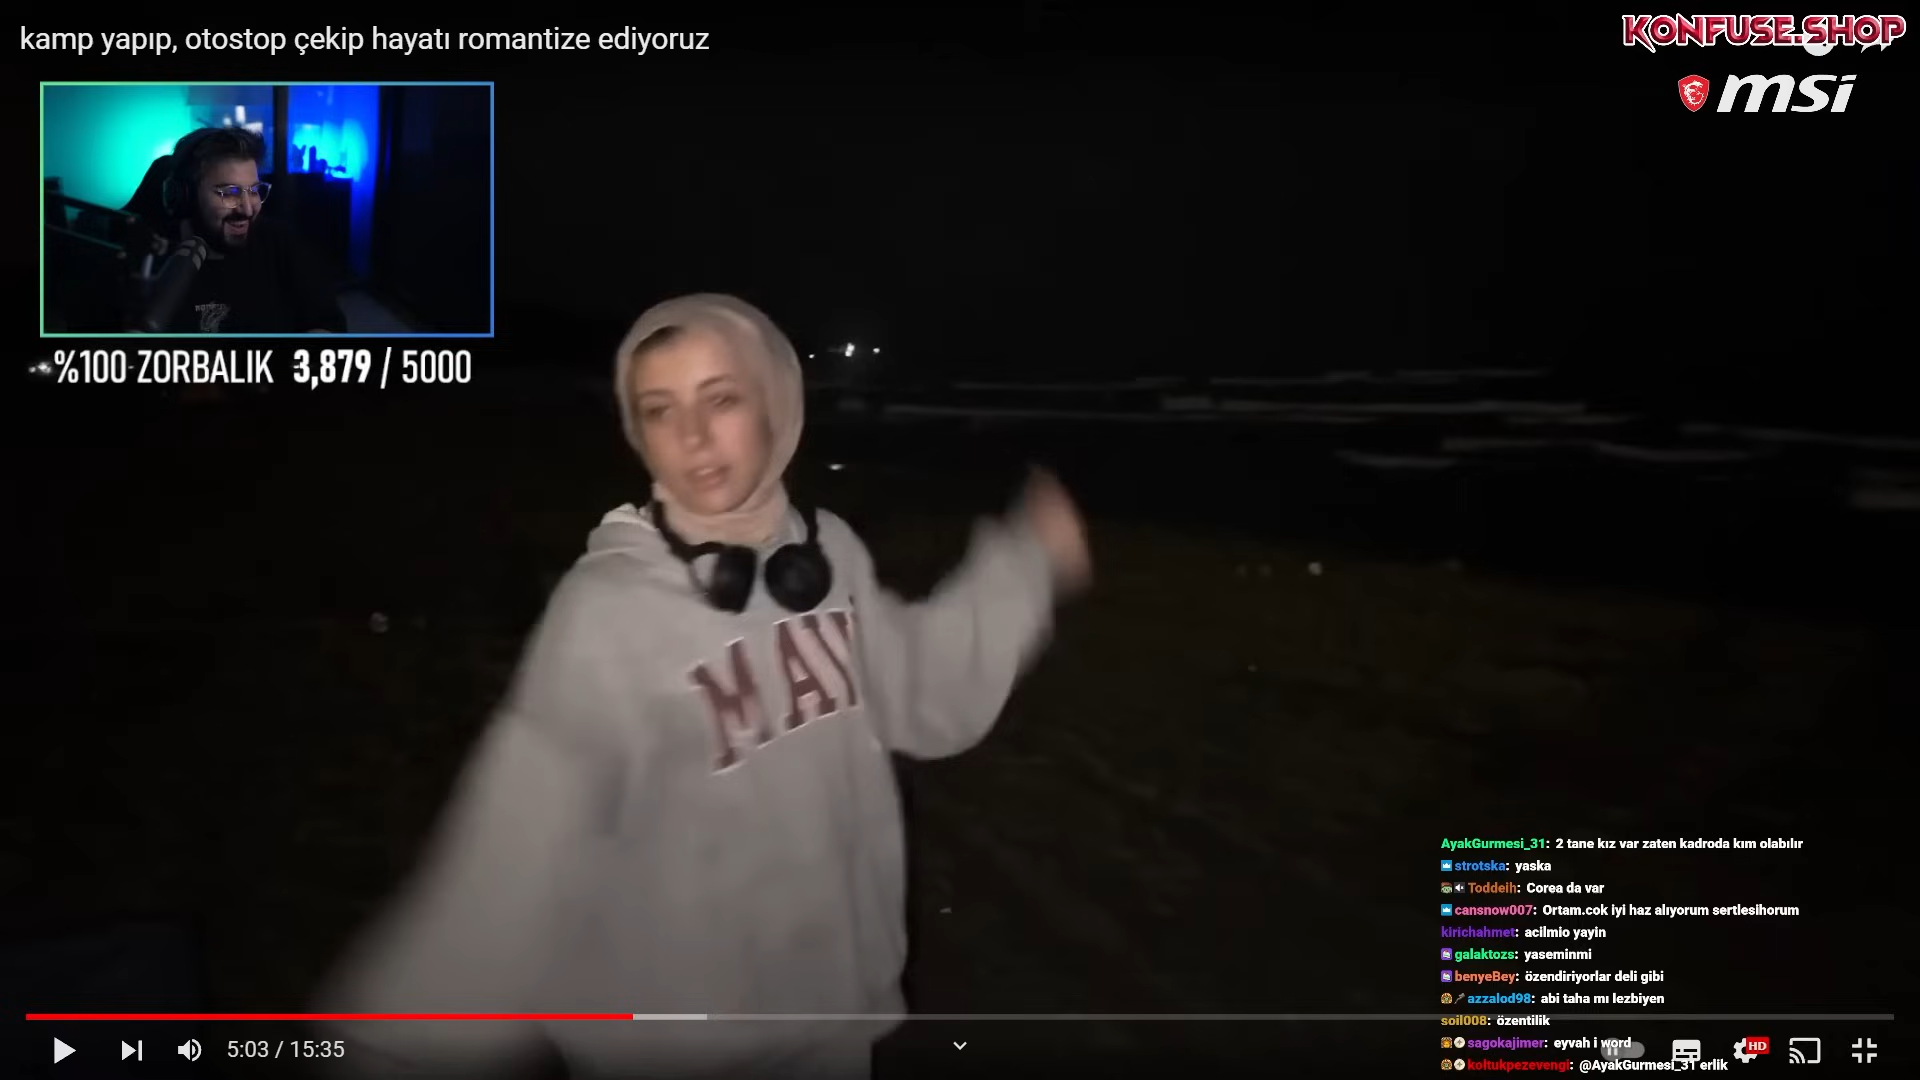 kamp yapıp, otostop çekip hayatı romantize ediyoruz
KONFUSE.SHOP
msi
%100 ZORBALIK 3,879 / 5000
MAV
AyakGurmesi_31: 2 tane kız var zaten kadroda kım olabılır
strotska: yaska
Toddeih: Corea da var
cansnow007: Ortam.cok iyi haz alıyorum sertlesihorum
kirichahmet: acilmio yayin
galaktozs: yaseminmi
benyeBey: özendiriyorlar deli gibi
azzalod98: abi taha mı lezbiyen
soil008: özentilik
sagokajimer: eyvah i word
koltukpezevengi: @AyakGurmesi_31 erlik
5:03 / 15:35
HD